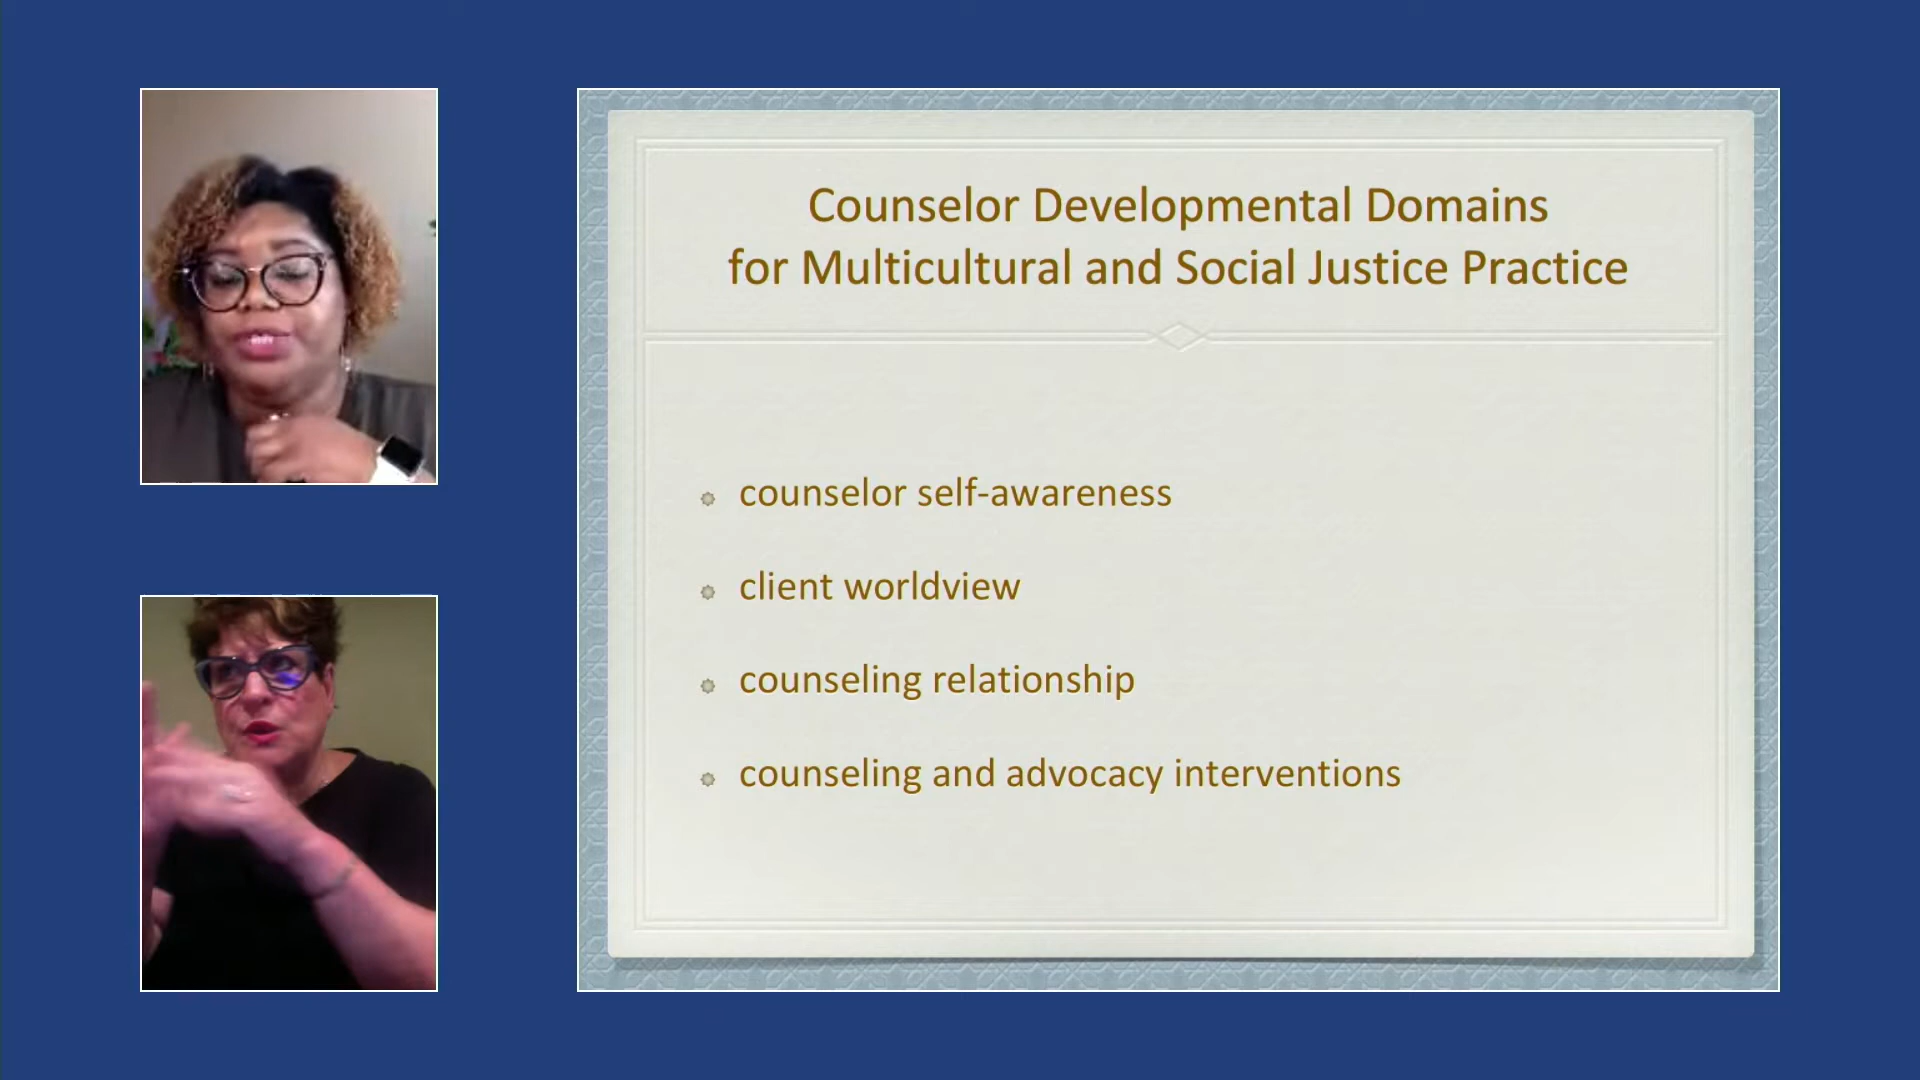 Counselor Developmental Domains
for Multicultural and Social Justice Practice
counselor self-awareness
client worldview
counseling relationship
counseling and advocacy interventions